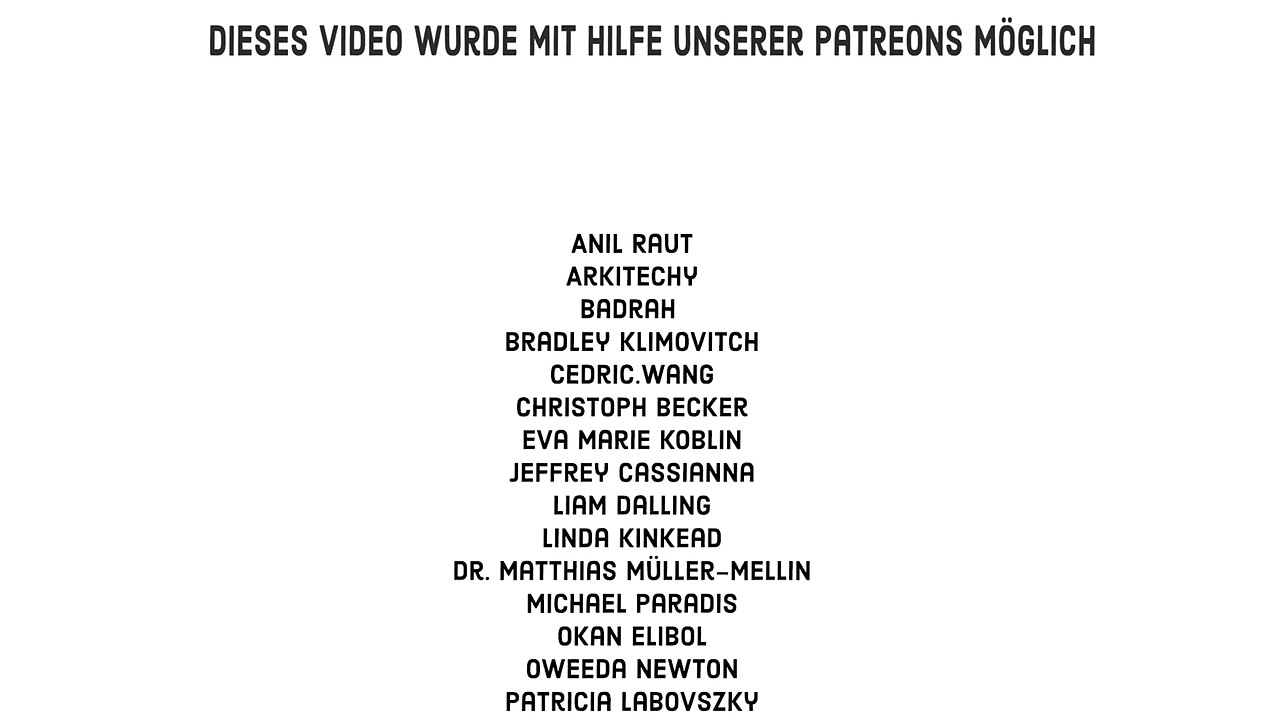 DIESES VIDEO WURDE MIT HILFE UNSERER PATREONS MÖGLICH
ANIL RAUT
ARKITECHY
BADRAH
BRADLEY KLIMOVITCH
CEDRIC.WANG
CHRISTOPH BECKER
EVA MARIE KOBLIN
JEFFREY CASSIANNA
LIAM DALLING
LINDA KINKEAD
DR. MATTHIAS MÜLLER-MELLIN
MICHAEL PARADIS
OKAN ELIBOL
OWEEDA NEWTON
PATRICIA LABOVSZKY